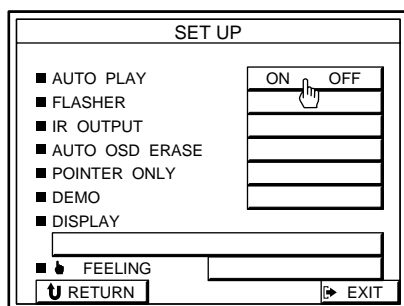 SET UP
AUTO PLAY ON OFF
FLASHER
IR OUTPUT
AUTO OSD ERASE
POINTER ONLY
DEMO
DISPLAY
FEELING
RETURN EXIT